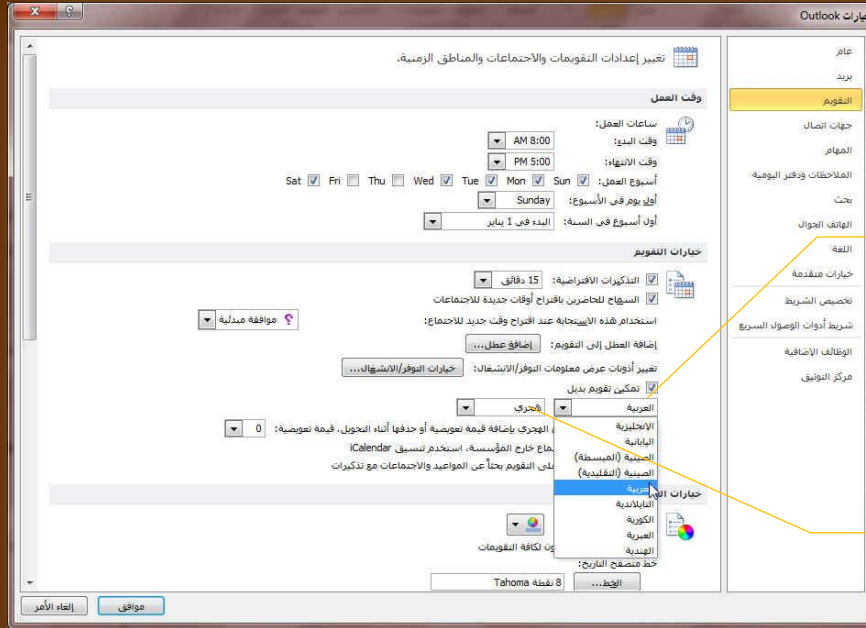 خيارات Outlook
عام
بريد
التقويم
جهات اتصال
المهام
الملاحظات ودفتر اليومية
بحث
الهاتف الجوال
اللغة
خيارات متقدمة
تخصيص الشريط
شريط أدوات الوصول السريع
الوظائف الإضافية
مركز التوثيق
تغيير إعدادات التقويمات والاجتماعات والمناطق الزمنية.
وقت العمل
ساعات العمل:
وقت البدء: AM 8:00
وقت الانتهاء: PM 5:00
أسبوع العمل: Sun Mon Tue Wed Thu Fri Sat
أول يوم في الأسبوع: Sunday
أول أسبوع في السنة: البدء في 1 يناير
خيارات التقويم
التذكيرات الافتراضية: 15 دقائق
السماح للحاضرين باقتراح أوقات جديدة للاجتماعات
استخدام هذه الاستجابة عند اقتراح وقت جديد للاجتماع: موافقة مبدئية
إضافة العطل إلى التقويم: إضافة عطل...
تغيير أذونات عرض معلومات التوفر/الانشغال: خيارات التوفر/الانشغال...
تمكين تقويم بديل
العربية هجري
الهجري بإضافة قيمة تعويضية أو حذفها أثناء التحويل. قيمة تعويضية: 0
ماع خارج المؤسسة، استخدم تنسيق iCalendar
على التقويم بحثاً عن المواعيد والاجتماعات مع تذكيرات
الإنجليزية
اليابانية
الصينية (المبسطة)
الصينية (التقليدية)
العربية
التايلاندية
الكورية
العبرية
الهندية
خيارات
ون لكافة التقويمات
خط متصفح التاريخ:
الخط... 8 نقطة Tahoma
موافق إلغاء الأمر